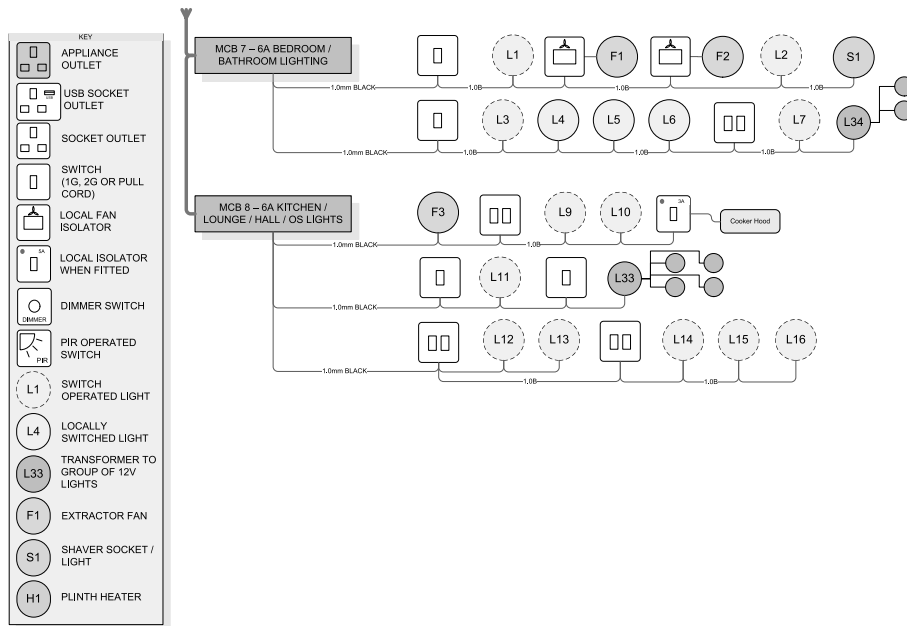 KEY
APPLIANCE
OUTLET
USB SOCKET
OUTLET
SOCKET OUTLET
SWITCH
(1G, 2G OR PULL
CORD)
LOCAL FAN
ISOLATOR
5A
LOCAL ISOLATOR
WHEN FITTED
DIMMER
DIMMER SWITCH
PIR
PIR OPERATED
SWITCH
L1
SWITCH
OPERATED LIGHT
L4
LOCALLY
SWITCHED LIGHT
L33
TRANSFORMER TO
GROUP OF 12V
LIGHTS
F1
EXTRACTOR FAN
S1
SHAVER SOCKET /
LIGHT
H1
PLINTH HEATER
MCB 7 – 6A BEDROOM /
BATHROOM LIGHTING
L1 F1 F2 L2 S1
1.0mm BLACK 1.0B 1.0B 1.0B
L3 L4 L5 L6 L7 L34
1.0mm BLACK 1.0B 1.0B
MCB 8 – 6A KITCHEN /
LOUNGE / HALL / OS LIGHTS
F3 L9 L10 3A Cooker Hood
1.0mm BLACK 1.0B
L11 L33
1.0mm BLACK
L12 L13 L14 L15 L16
1.0mm BLACK
1.0B 1.0B